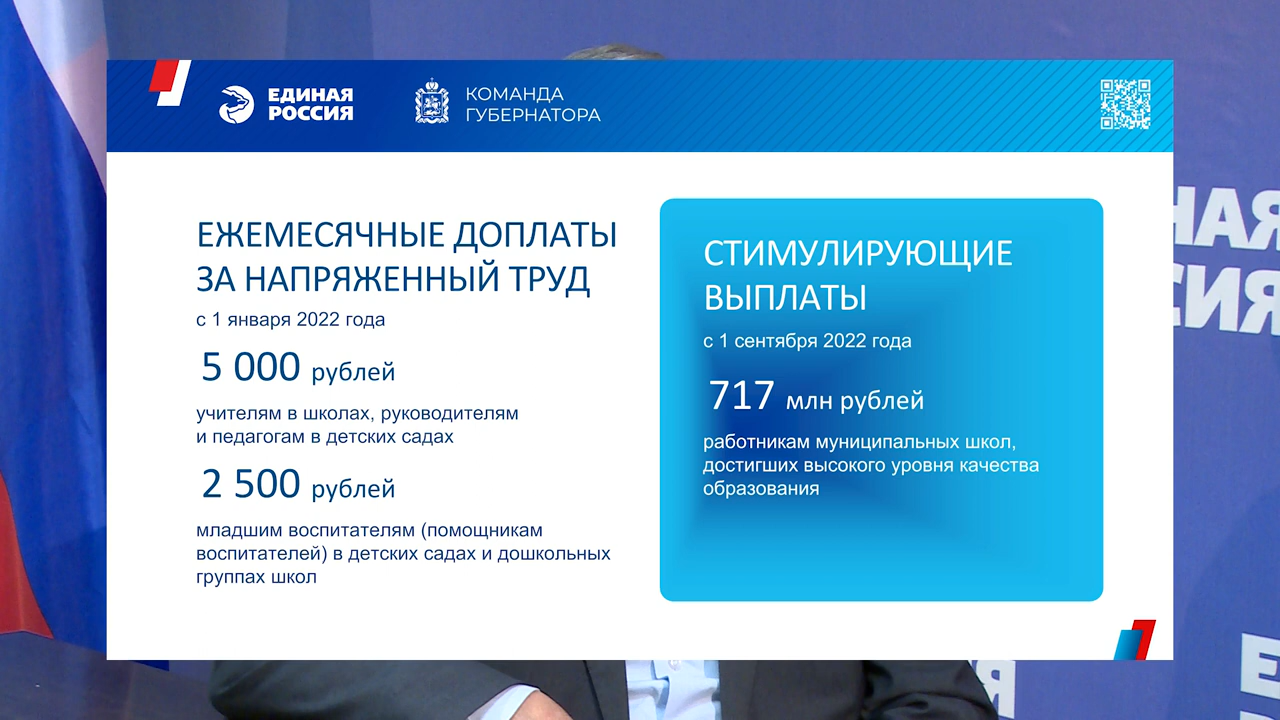 ЕДИНАЯ
РОССИЯ
КОМАНДА
ГУБЕРНАТОРА
ЕЖЕМЕСЯЧНЫЕ ДОПЛАТЫ
ЗА НАПРЯЖЕННЫЙ ТРУД
с 1 января 2022 года
5 000 рублей
учителям в школах, руководителям
и педагогам в детских садах
2 500 рублей
младшим воспитателям (помощникам
воспитателей) в детских садах и дошкольных
группах школ
СТИМУЛИРУЮЩИЕ
ВЫПЛАТЫ
с 1 сентября 2022 года
717 млн рублей
работникам муниципальных школ,
достигших высокого уровня качества
образования